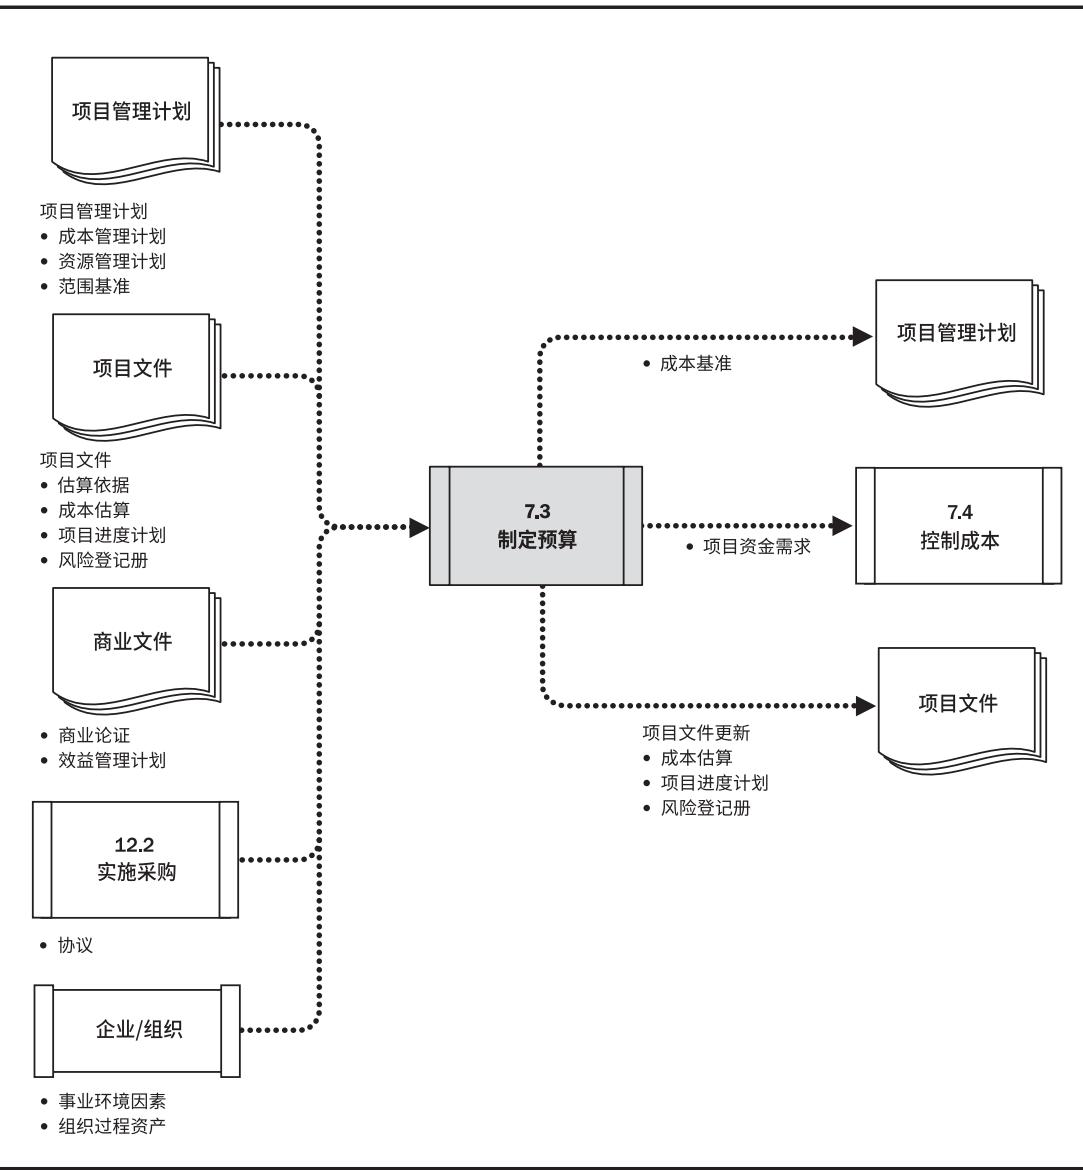 项目管理计划
项目管理计划
• 成本管理计划
• 资源管理计划
• 范围基准
项目文件
项目文件
• 估算依据
• 成本估算
• 项目进度计划
• 风险登记册
商业文件
• 商业论证
• 效益管理计划
12.2
实施采购
• 协议
企业/组织
• 事业环境因素
• 组织过程资产
7.3
制定预算
• 成本基准
项目管理计划
• 项目资金需求
7.4
控制成本
项目文件
项目文件更新
• 成本估算
• 项目进度计划
• 风险登记册